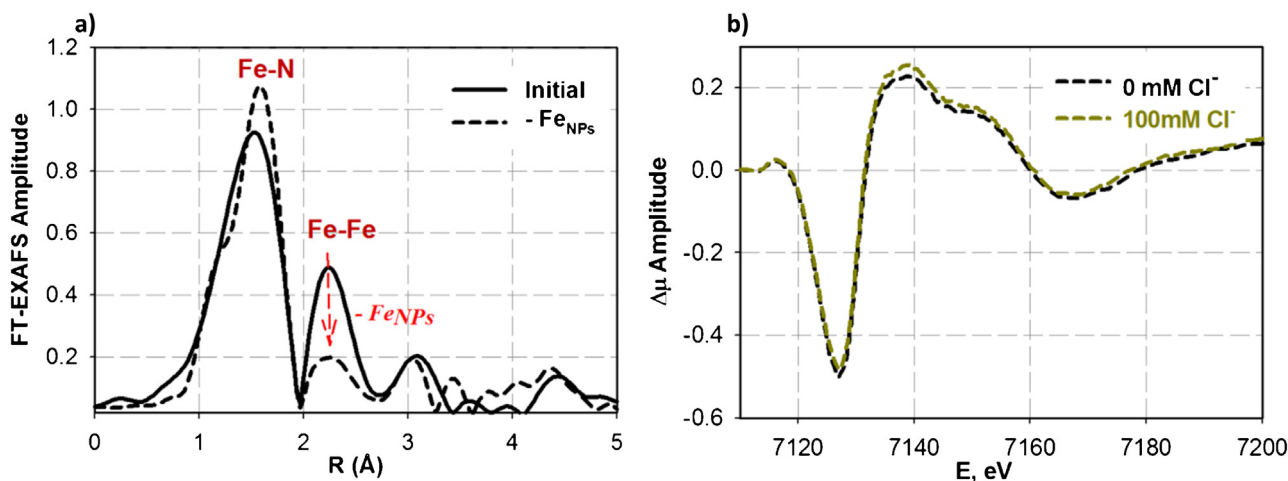 a)
1.2
1.0
0.8
0.6
0.4
0.2
FT-EXAFS Amplitude
Fe-N
Initial
- FeNPs
Fe-Fe
- FeNPs
0 1 2 3 4 5
R (Å)
b)
0.2
0.0
-0.2
-0.4
-0.6
Δμ Amplitude
0 mM Cl⁻
100mM Cl⁻
7120 7140 7160 7180 7200
E, eV